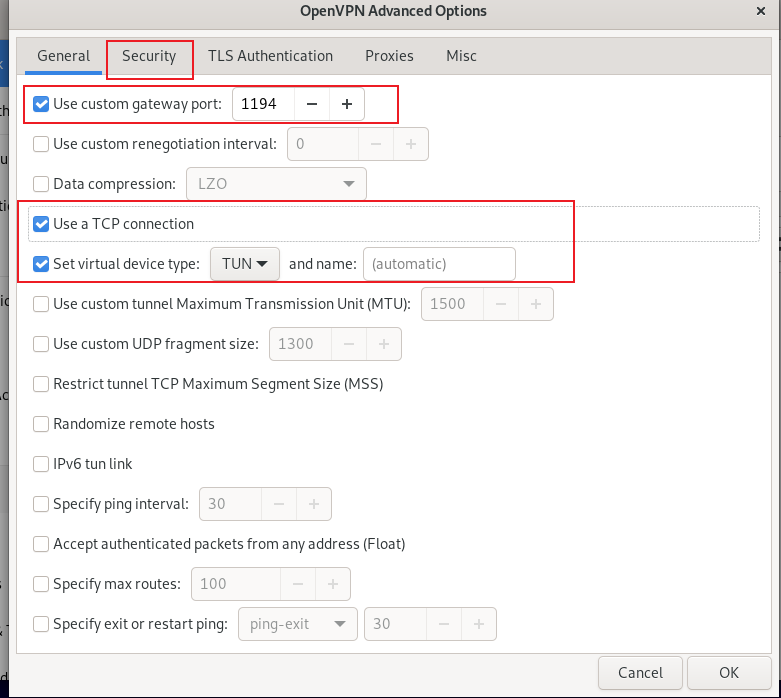 OpenVPN Advanced Options ×
General Security TLS Authentication Proxies Misc
Use custom gateway port: 1194 − +
Use custom renegotiation interval: 0 − +
Data compression: LZO
Use a TCP connection
Set virtual device type: TUN and name: (automatic)
Use custom tunnel Maximum Transmission Unit (MTU): 1500 − +
Use custom UDP fragment size: 1300 − +
Restrict tunnel TCP Maximum Segment Size (MSS)
Randomize remote hosts
IPv6 tun link
Specify ping interval: 30 − +
Accept authenticated packets from any address (Float)
Specify max routes: 100 − +
Specify exit or restart ping: ping-exit 30 − +
Cancel OK